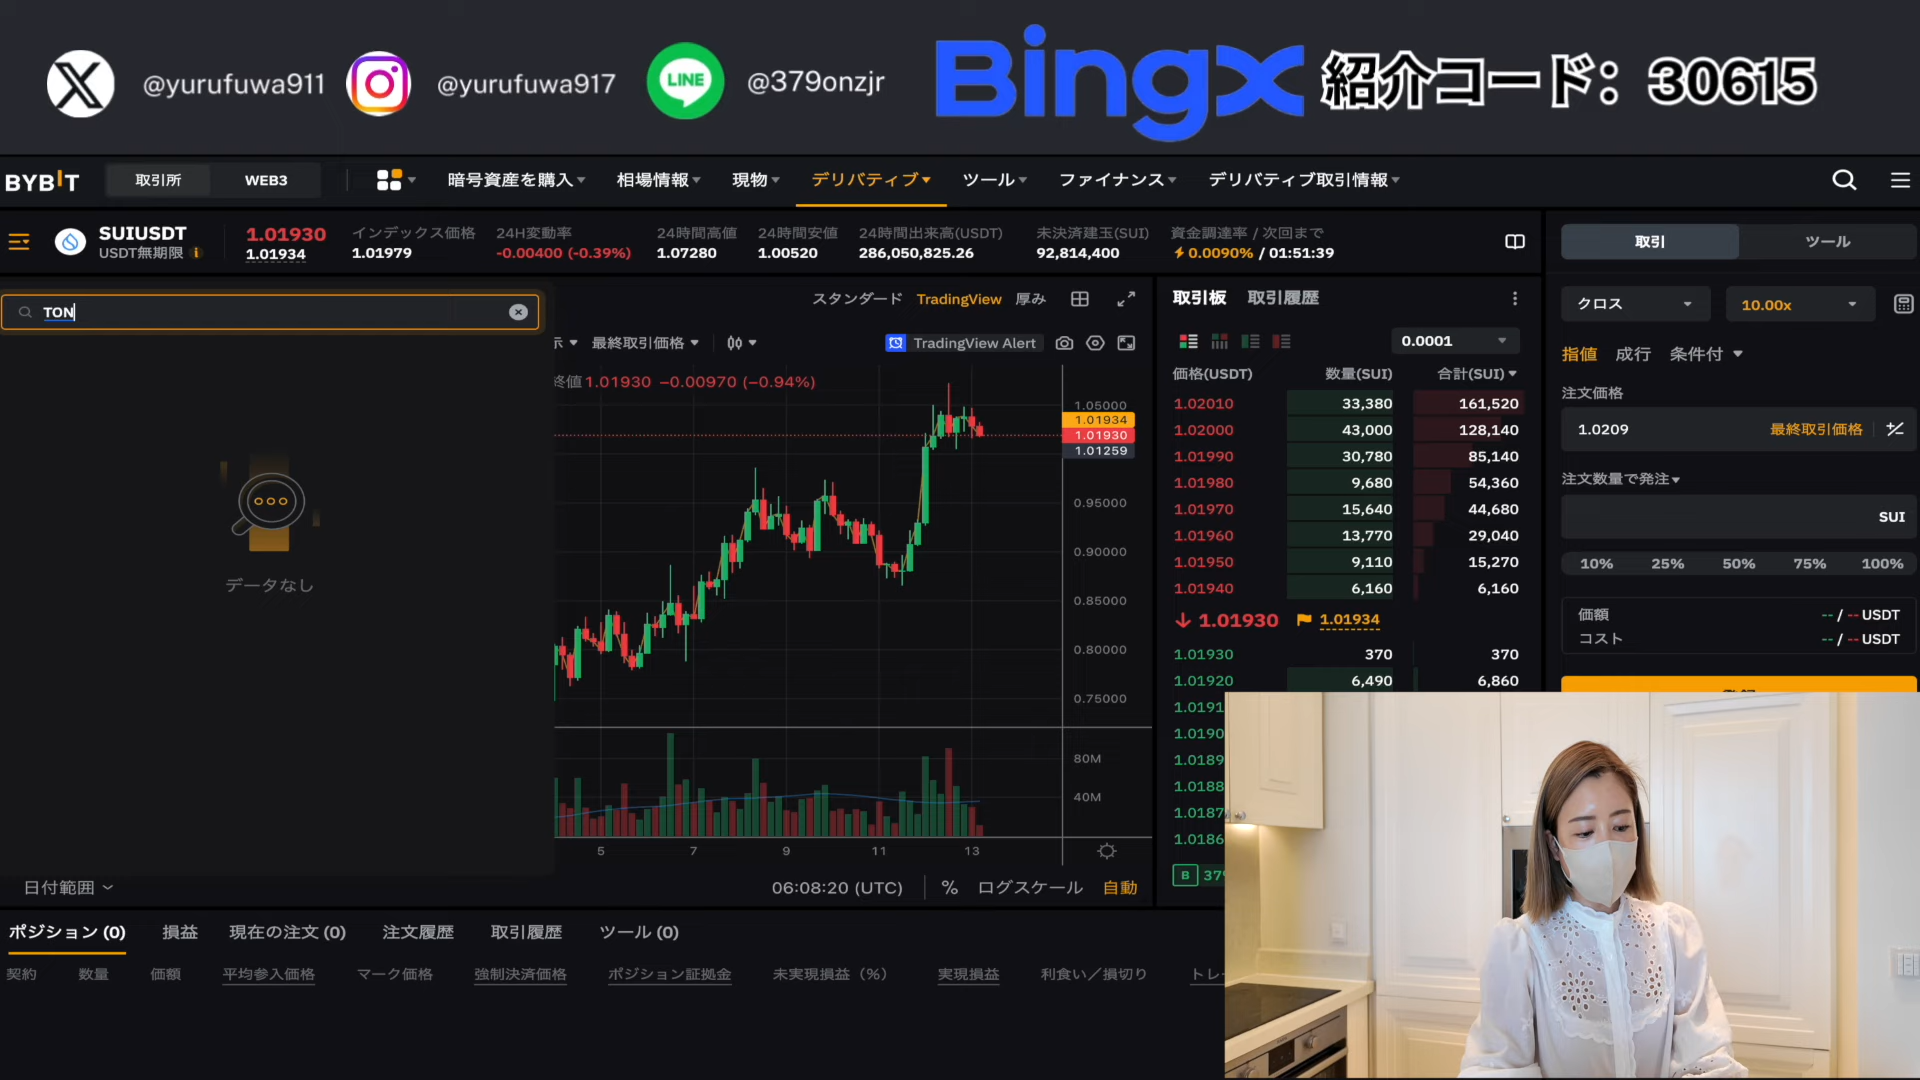 @yurufuwa911 @yurufuwa917 LINE @379onzjr BingX 紹介コード：30615
BYBIT 取引所 WEB3 暗号資産を購入 相場情報 現物 デリバティブ ツール ファイナンス デリバティブ取引情報
SUIUSDT 1.01930 インデックス価格 24H変動率 24時間高値 24時間安値 24時間出来高(USDT) 未決済建玉(SUI) 資金調達率 / 次回まで
USDT無期限 1.01934 1.01979 -0.00400 (-0.39%) 1.07280 1.00520 286,050,825.26 92,814,400 0.0090% / 01:51:39
取引 ツール
TON
データなし
スタンダード TradingView 厚み
示 最終取引価格 TradingView Alert
終値1.01930 −0.00970 (−0.94%)
1.05000
1.01934
1.01930
1.01259
0.95000
0.90000
0.85000
0.80000
0.75000
80M
40M
5 7 9 11 13
日付範囲 06:08:20 (UTC) % ログスケール 自動
取引板 取引履歴
0.0001
価格(USDT) 数量(SUI) 合計(SUI)
1.02010 33,380 161,520
1.02000 43,000 128,140
1.01990 30,780 85,140
1.01980 9,680 54,360
1.01970 15,640 44,680
1.01960 13,770 29,040
1.01950 9,110 15,270
1.01940 6,160 6,160
1.01930 1.01934
1.01930 370 370
1.01920 6,490 6,860
1.0191
1.0190
1.0189
1.0188
1.0187
1.0186
B 37
クロス 10.00x
指値 成行 条件付
注文価格
1.0209 最終取引価格
注文数量で発注
SUI
10% 25% 50% 75% 100%
価額 -- / -- USDT
コスト -- / -- USDT
ポジション (0) 損益 現在の注文 (0) 注文履歴 取引履歴 ツール (0)
契約 数量 価額 平均参入価格 マーク価格 強制決済価格 ポジション証拠金 未実現損益（%） 実現損益 利食い／損切り トレ